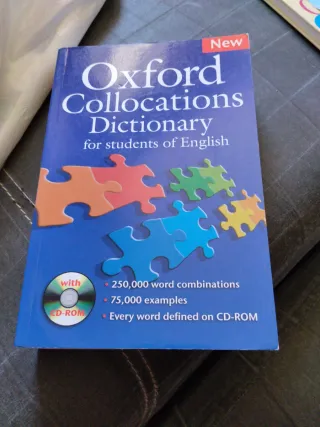 New
Oxford
Collocations
Dictionary
for students of English
with
CD-ROM
• 250,000 word combinations
• 75,000 examples
• Every word defined on CD-ROM